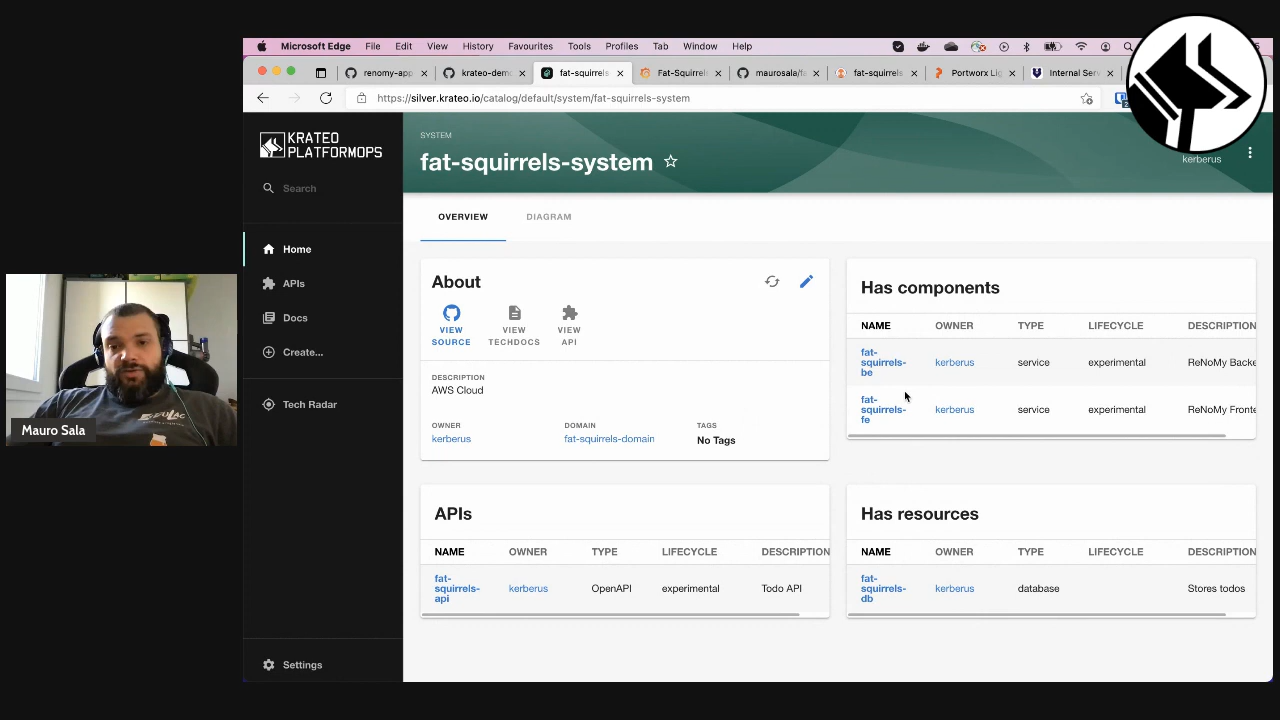 Microsoft Edge File Edit View History Favourites Tools Profiles Tab Window Help
renomy-app krateo-demo fat-squirrels Fat-Squirrels maurosala/fa fat-squirrels Portworx Lig Internal Serv
https://silver.krateo.io/catalog/default/system/fat-squirrels-system
KRATEO
PLATFORMOPS
Search
Home
APIs
Docs
Create...
Tech Radar
Settings
SYSTEM
fat-squirrels-system
kerberus
OVERVIEW DIAGRAM
About
VIEW
SOURCE
VIEW
TECHDOCS
VIEW
API
DESCRIPTION
AWS Cloud
OWNER DOMAIN TAGS
kerberus fat-squirrels-domain No Tags
Has components
NAME OWNER TYPE LIFECYCLE DESCRIPTION
fat-
squirrels-
be
kerberus service experimental ReNoMy Backe
fat-
squirrels-
fe
kerberus service experimental ReNoMy Fronte
APIs
NAME OWNER TYPE LIFECYCLE DESCRIPTION
fat-
squirrels-
api
kerberus OpenAPI experimental Todo API
Has resources
NAME OWNER TYPE LIFECYCLE DESCRIPTION
fat-
squirrels-
db
kerberus database Stores todos
Mauro Sala